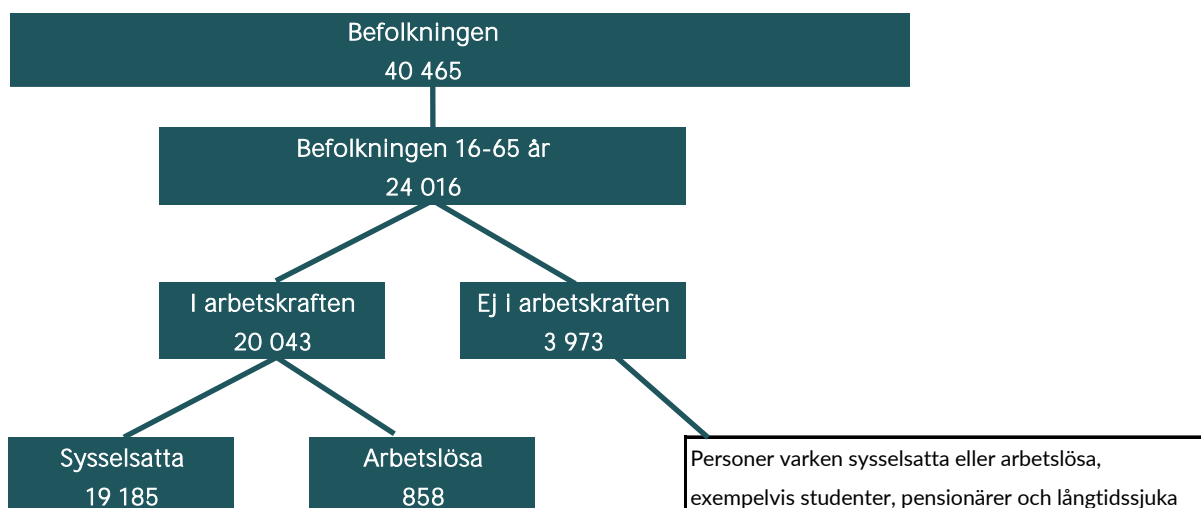 Befolkningen
40 465
Befolkningen 16-65 år
24 016
I arbetskraften
20 043
Ej i arbetskraften
3 973
Sysselsatta
19 185
Arbetslösa
858
Personer varken sysselsatta eller arbetslösa,
exempelvis studenter, pensionärer och långtidssjuka